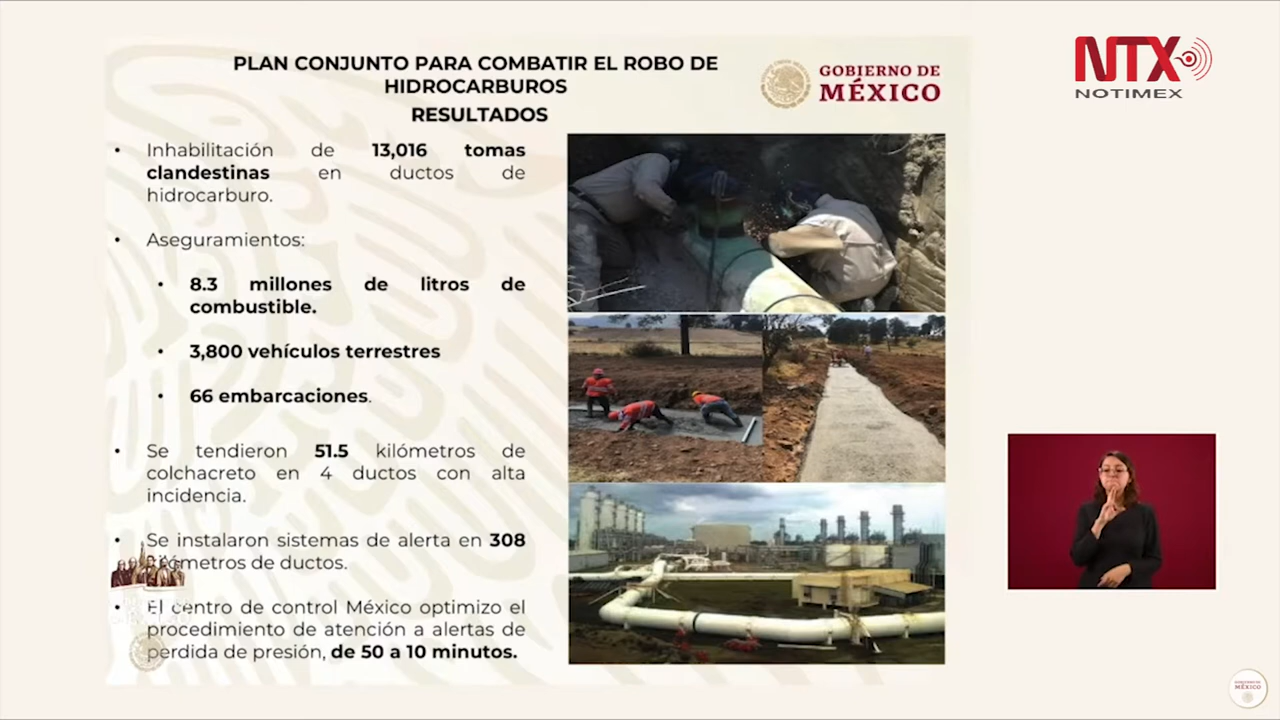 PLAN CONJUNTO PARA COMBATIR EL ROBO DE
HIDROCARBUROS
RESULTADOS
GOBIERNO DE
MÉXICO
NTX
NOTIMEX
• Inhabilitación de 13,016 tomas
clandestinas en ductos de
hidrocarburo.
• Aseguramientos:
• 8.3 millones de litros de
combustible.
• 3,800 vehículos terrestres
• 66 embarcaciones.
• Se tendieron 51.5 kilómetros de
colchacreto en 4 ductos con alta
incidencia.
• Se instalaron sistemas de alerta en 308
kilómetros de ductos.
• El centro de control México optimizo el
procedimiento de atención a alertas de
perdida de presión, de 50 a 10 minutos.
GOBIERNO DE
MÉXICO